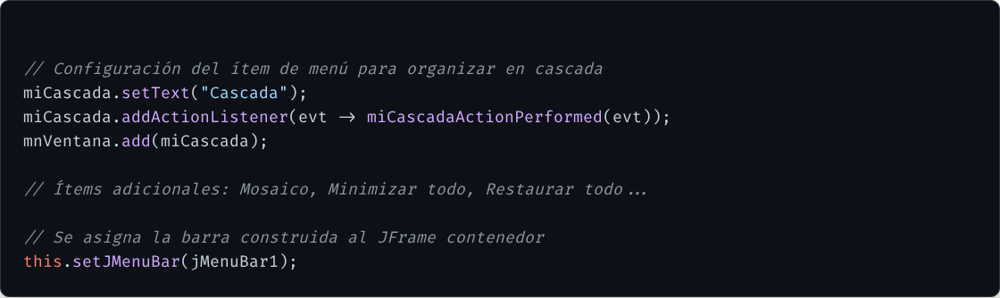 // Configuración del ítem de menú para organizar en cascada
miCascada.setText("Cascada");
miCascada.addActionListener(evt -> miCascadaActionPerformed(evt));
mnVentana.add(miCascada);
// Ítems adicionales: Mosaico, Minimizar todo, Restaurar todo...
// Se asigna la barra construida al JFrame contenedor
this.setJMenuBar(jMenuBar1);